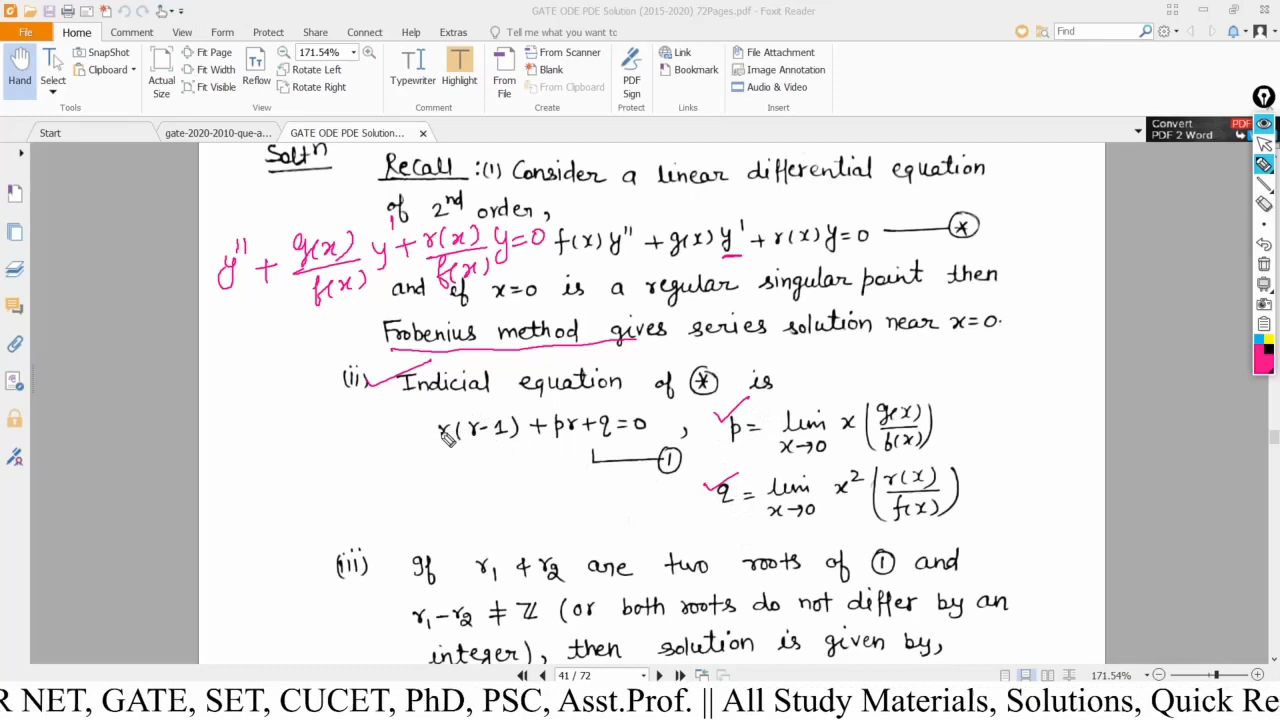 GATE ODE PDE Solution (2015-2020) 72Pages.pdf - Foxit Reader
File Home Comment View Form Protect Share Connect Help Extras Tell me what you want to Find
Hand
Select
SnapShot
Clipboard
Actual Size
Fit Page
Fit Width
Fit Visible
Reflow
171.54%
Rotate Left
Rotate Right
Typewriter
Highlight
From File
From Scanner
Blank
From Clipboard
PDF Sign
Link
Bookmark
File Attachment
Image Annotation
Audio & Video
Tools View Comment Create Protect Links Insert
Start gate-2020-2010-que-a... GATE ODE PDE Solution...
Convert PDF
PDF 2 Word
Soltⁿ Recall :(i) Consider a linear differential equation
of 2nd order,
y'' + g(x)/f(x) y' + r(x)/f(x) y=0 f(x)y'' + g(x)y' + r(x)y=0 —— *
and if x=0 is a regular singular point then
Frobenius method gives series solution near x=0.
(ii) Indicial equation of * is
r(r-1) + pr+q=0 , p= lim x→0 x (g(x)/f(x))
①
q = lim x→0 x² (r(x)/f(x))
(iii) If r₁ & r₂ are two roots of ① and
r₁-r₂ ≠ ℤ (or both roots do not differ by an
integer), then solution is given by,
41 / 72 171.54%
R NET, GATE, SET, CUCET, PhD, PSC, Asst.Prof. || All Study Materials, Solutions, Quick Re